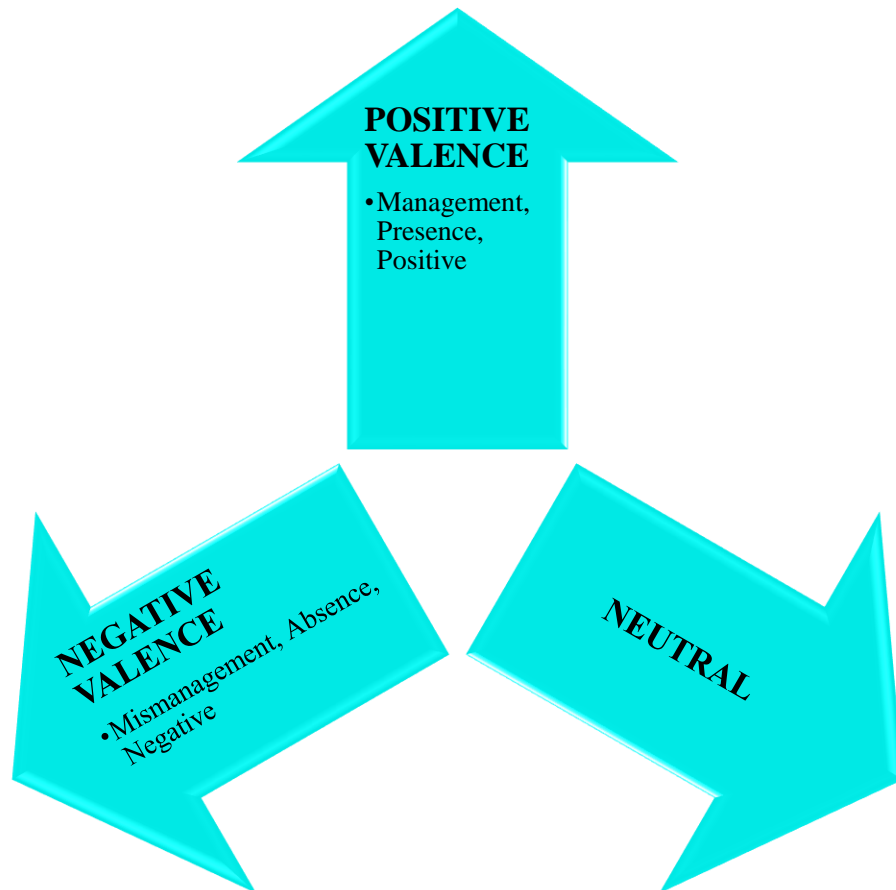 POSITIVE
VALENCE
•Management,
Presence,
Positive
NEGATIVE
VALENCE
•Mismanagement, Absence,
Negative
NEUTRAL